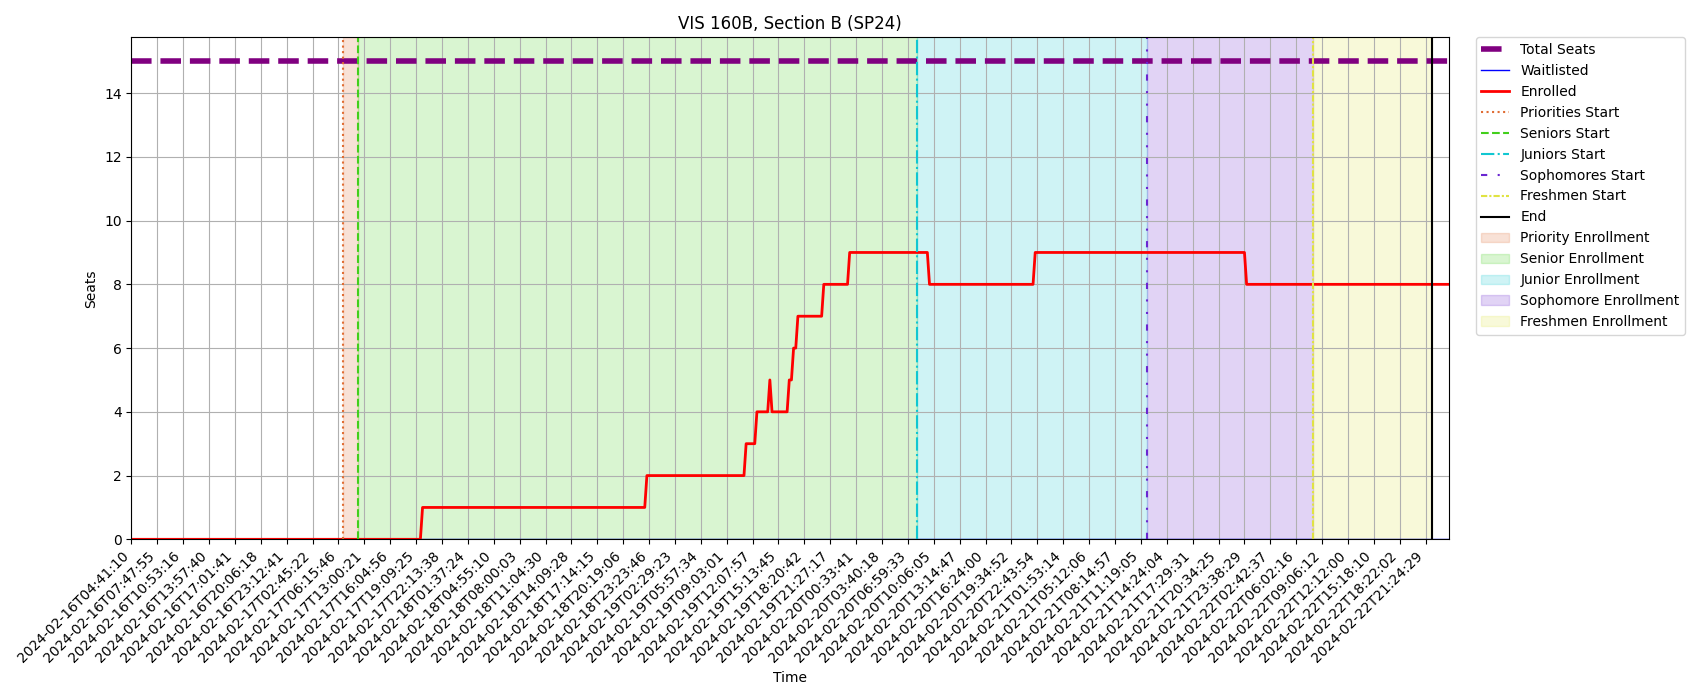 VIS 160B, Section B (SP24)
Total Seats
Waitlisted
Enrolled
Priorities Start
Seniors Start
Juniors Start
Sophomores Start
Freshmen Start
End
Priority Enrollment
Senior Enrollment
Junior Enrollment
Sophomore Enrollment
Freshmen Enrollment
Seats
14
12
10
8
6
4
2
0
2024-02-16T04:41:10
2024-02-16T07:47:55
2024-02-16T10:53:16
2024-02-16T13:57:40
2024-02-16T17:01:41
2024-02-16T20:06:18
2024-02-16T23:12:41
2024-02-17T02:45:22
2024-02-17T06:15:46
2024-02-17T13:00:21
2024-02-17T16:04:56
2024-02-17T19:09:25
2024-02-17T22:13:38
2024-02-18T01:37:24
2024-02-18T04:55:10
2024-02-18T08:00:03
2024-02-18T11:04:30
2024-02-18T14:09:28
2024-02-18T17:14:15
2024-02-18T20:19:06
2024-02-18T23:23:46
2024-02-19T02:29:23
2024-02-19T05:57:34
2024-02-19T09:03:01
2024-02-19T12:07:57
2024-02-19T15:13:45
2024-02-19T18:20:42
2024-02-19T21:27:17
2024-02-20T00:33:41
2024-02-20T03:40:18
2024-02-20T06:59:33
2024-02-20T10:06:05
2024-02-20T13:14:47
2024-02-20T16:24:00
2024-02-20T19:34:52
2024-02-20T22:43:54
2024-02-21T01:53:14
2024-02-21T05:12:06
2024-02-21T08:14:57
2024-02-21T11:19:05
2024-02-21T14:24:04
2024-02-21T17:29:31
2024-02-21T20:34:25
2024-02-21T23:38:29
2024-02-22T02:42:37
2024-02-22T06:02:16
2024-02-22T09:06:12
2024-02-22T12:12:00
2024-02-22T15:18:10
2024-02-22T18:22:02
2024-02-22T21:24:29
Time